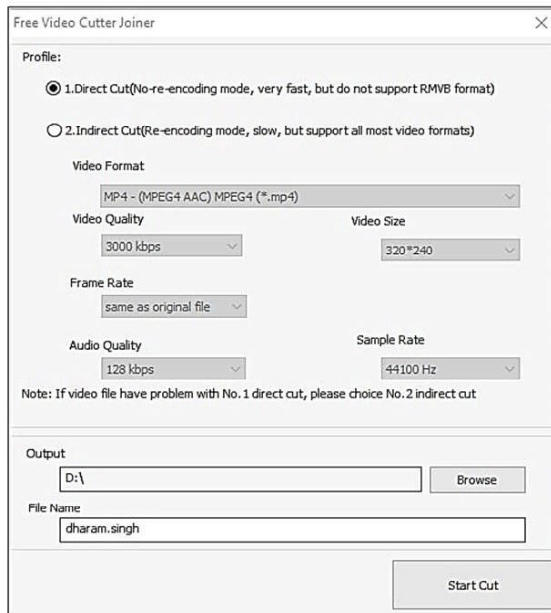 Free Video Cutter Joiner
Profile:
1.Direct Cut(No-re-encoding mode, very fast, but do not support RMVB format)
2.Indirect Cut(Re-encoding mode, slow, but support all most video formats)
Video Format
MP4 - (MPEG4 AAC) MPEG4 (*.mp4)
Video Quality Video Size
3000 kbps 320*240
Frame Rate
same as original file
Audio Quality Sample Rate
128 kbps 44100 Hz
Note: If video file have problem with No.1 direct cut, please choice No.2 indirect cut
Output
D:\ Browse
File Name
dharam.singh
Start Cut